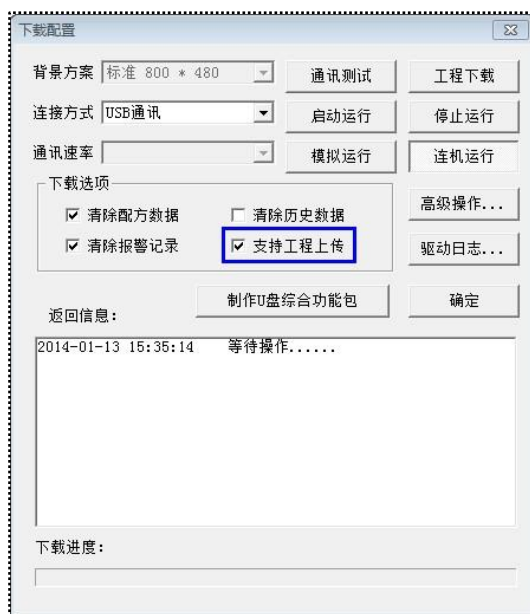 下载配置
背景方案 标准 800 * 480 通讯测试 工程下载
连接方式 USB通讯 启动运行 停止运行
通讯速率 模拟运行 连机运行
下载选项
清除配方数据 清除历史数据 高级操作...
清除报警记录 支持工程上传 驱动日志...
制作U盘综合功能包 确定
返回信息：
2014-01-13 15:35:14 等待操作......
下载进度：